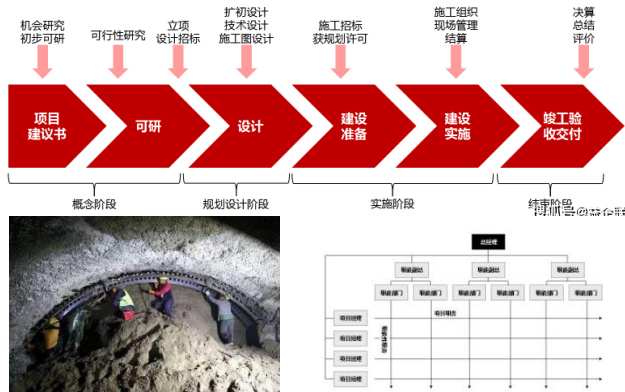 机会研究
初步可研
可行性研究
立项
设计招标
扩初设计
技术设计
施工图设计
施工招标
获规划许可
施工组织
现场管理
结算
决算
总结
评价
项目
建议书
可研
设计
建设
准备
建设
实施
竣工验
收交付
概念阶段
规划设计阶段
实施阶段
结束阶段
总经理
职能副总
职能副总
职能副总
职能部门
职能部门
职能部门
职能部门
职能部门
职能部门
项目职责
项目经理
项目经理
项目经理
项目经理